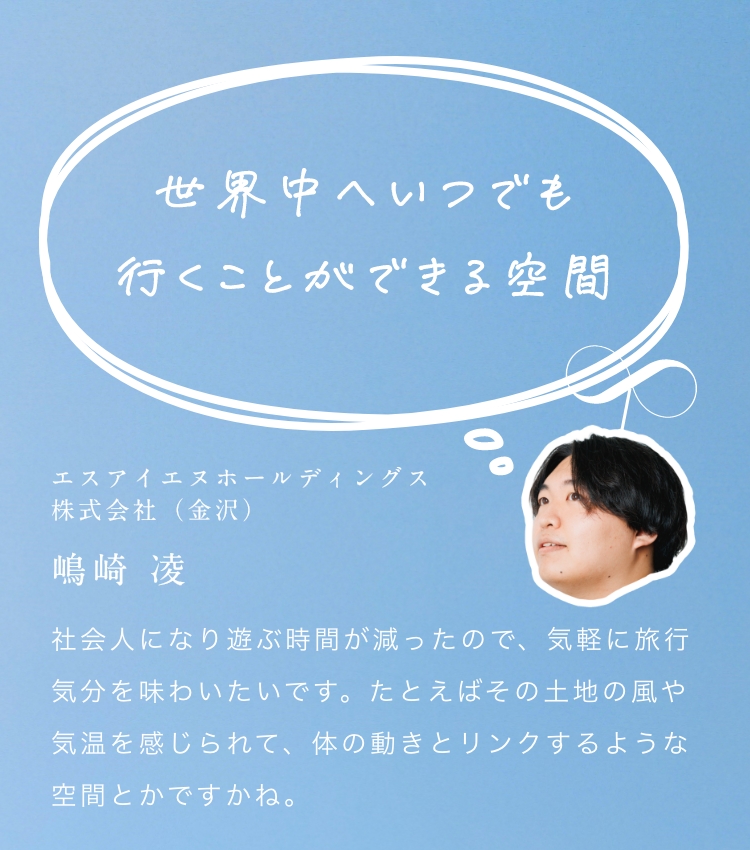 世界中へいつでも
行くことができる空間
エスアイエヌホールディングス
株式会社（金沢）
嶋崎 凌
社会人になり遊ぶ時間が減ったので、気軽に旅行
気分を味わいたいです。たとえばその土地の風や
気温を感じられて、体の動きとリンクするような
空間とかですかね。